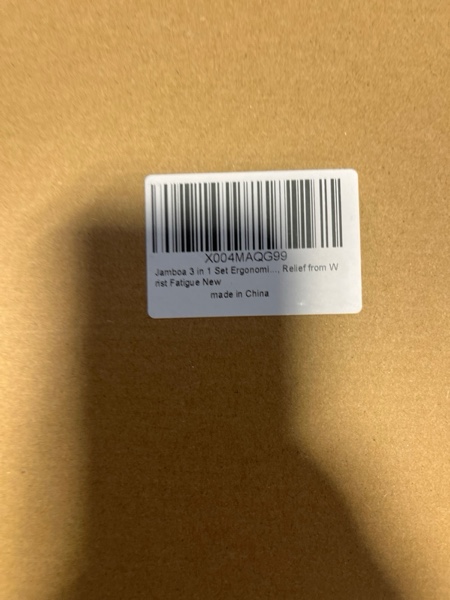 X004MAQG99
Jamboa 3 in 1 Set Ergonomi..., Relief from W
rist Fatigue New
made in China